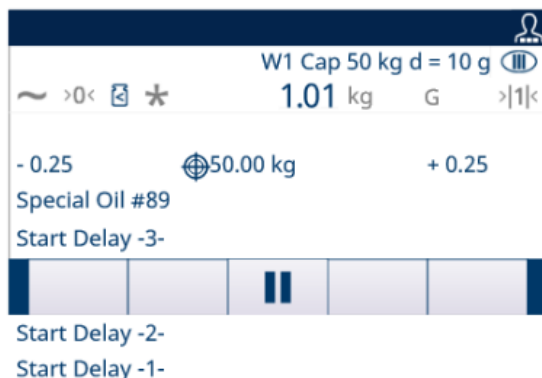 W1 Cap 50 kg d = 10 g III
~ >0< * 1.01 kg G >|1|<
- 0.25 50.00 kg + 0.25
Special Oil #89
Start Delay -3-
Start Delay -2-
Start Delay -1-